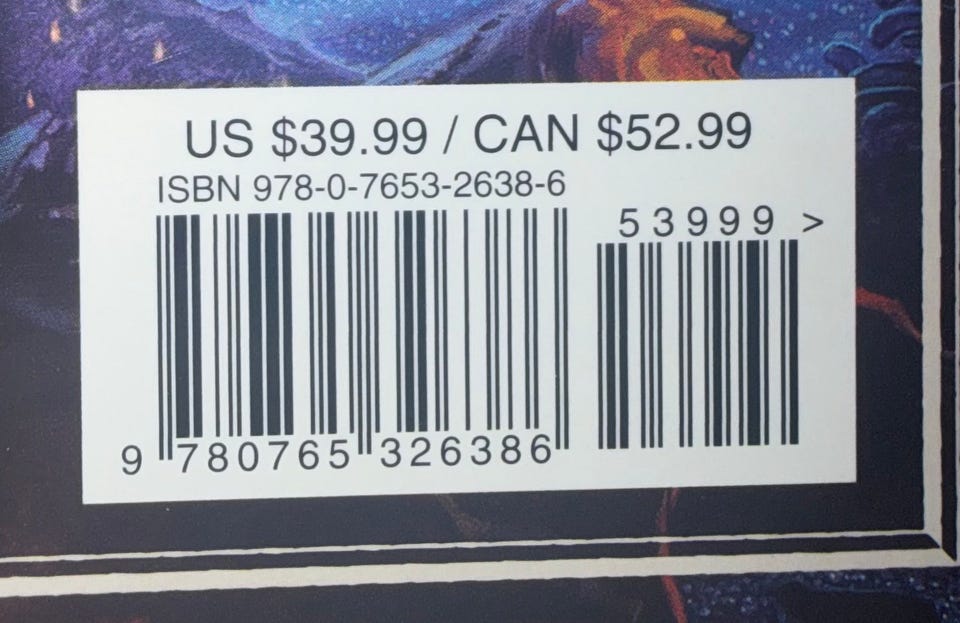 US $39.99 / CAN $52.99
ISBN 978-0-7653-2638-6
53999 >
9 780765 326386